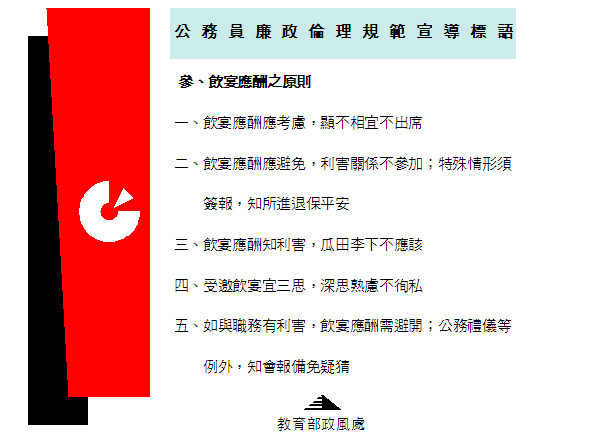 公務員廉政倫理規範宣導標語
參、飲宴應酬之原則
一、飲宴應酬應考慮，顯不相宜不出席
二、飲宴應酬應避免，利害關係不參加；特殊情形須
簽報，知所進退保平安
三、飲宴應酬知利害，瓜田李下不應該
四、受邀飲宴宜三思，深思熟慮不徇私
五、如與職務有利害，飲宴應酬需避開；公務禮儀等
例外，知會報備免疑猜
教育部政風處